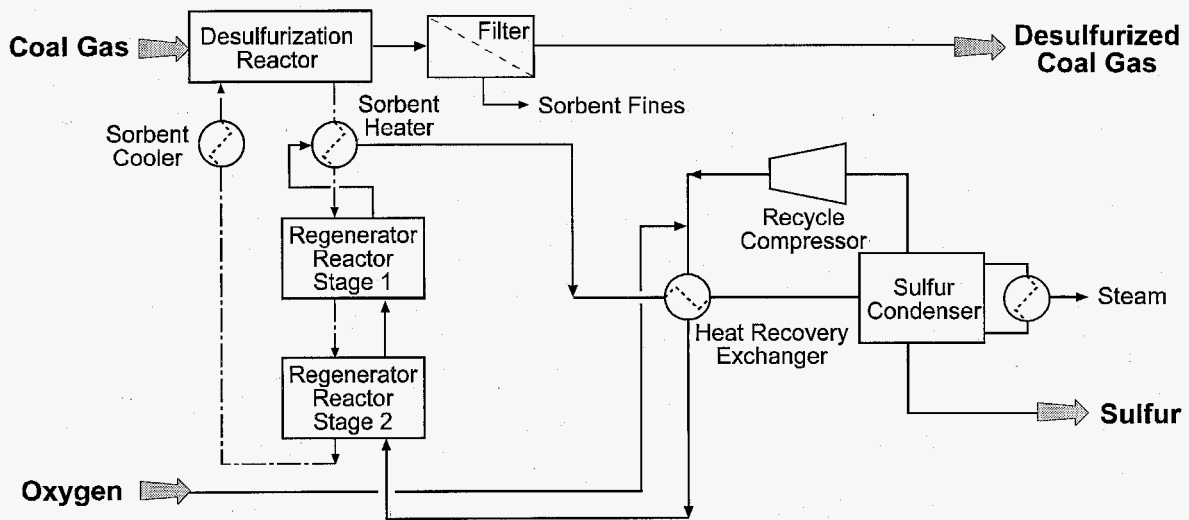 Coal Gas
Desulfurization
Reactor
Filter
Desulfurized
Coal Gas
Sorbent Fines
Sorbent
Cooler
Sorbent
Heater
Recycle
Compressor
Regenerator
Reactor
Stage 1
Heat Recovery
Exchanger
Sulfur
Condenser
Steam
Regenerator
Reactor
Stage 2
Sulfur
Oxygen